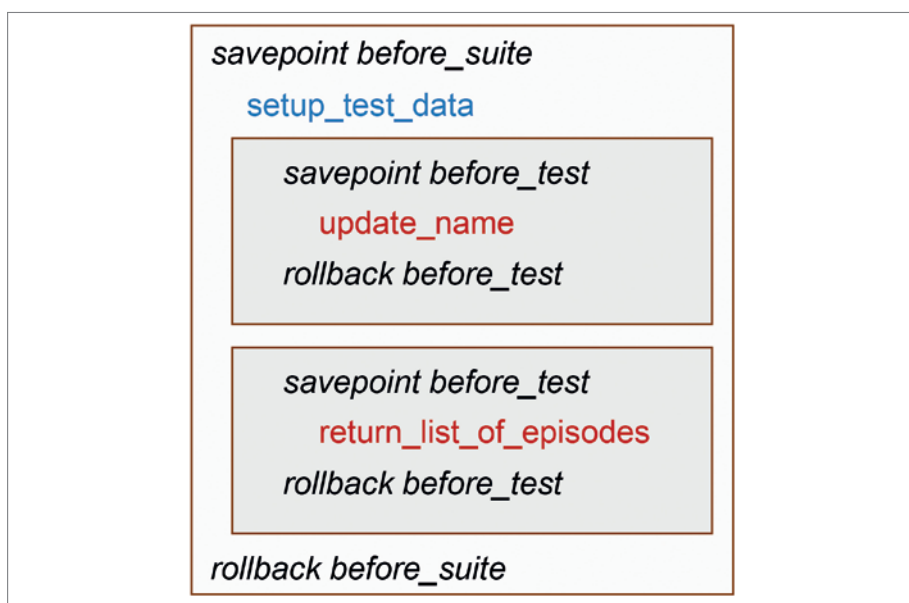 savepoint before_suite
setup_test_data
savepoint before_test
update_name
rollback before_test
savepoint before_test
return_list_of_episodes
rollback before_test
rollback before_suite